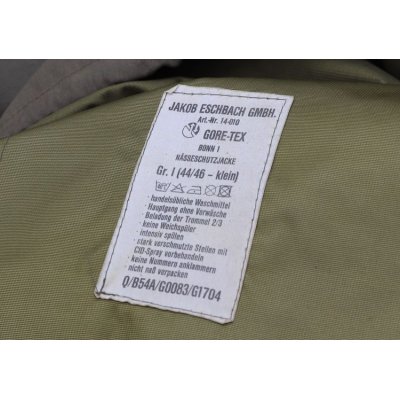 JAKOB ESCHBACH GMBH.
Art.-Nr. 14-010
GORE-TEX
BONN 1
NÄSSESCHUTZJACKE
Gr. I (44/46 – klein)
· handelsübliche Waschmittel
· Hauptgang ohne Vorwäsche
Beladung der Trommel 2/3
· keine Weichspüler
· intensiv spülen
· stark verschmutzte Stellen mit
CID-Spray vorbehandeln
· keine Nummern anklammern
nicht naß verpacken
Q/B54A/G0083/G1704